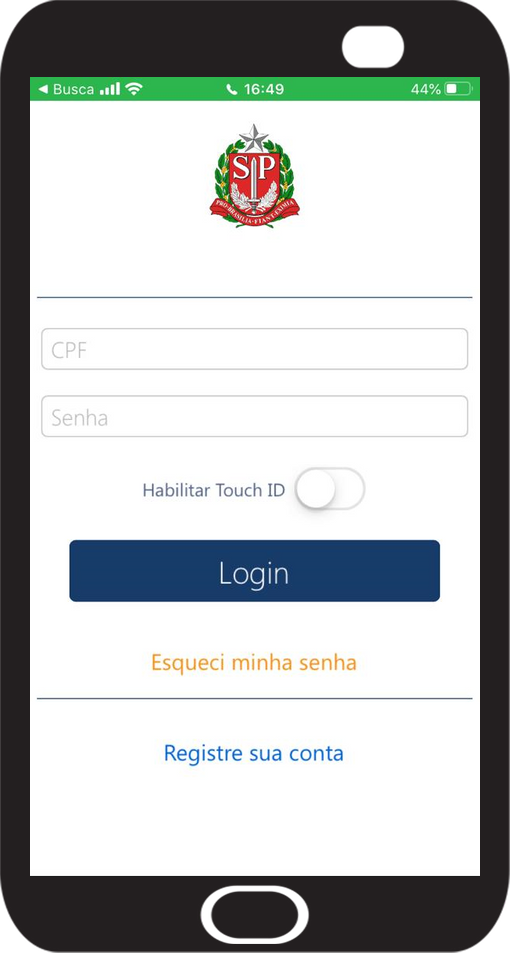 Busca 16:49 44%
SP
PRO·BRASILIA·FIANT·EXIMIA
CPF
Senha
Habilitar Touch ID
Login
Esqueci minha senha
Registre sua conta